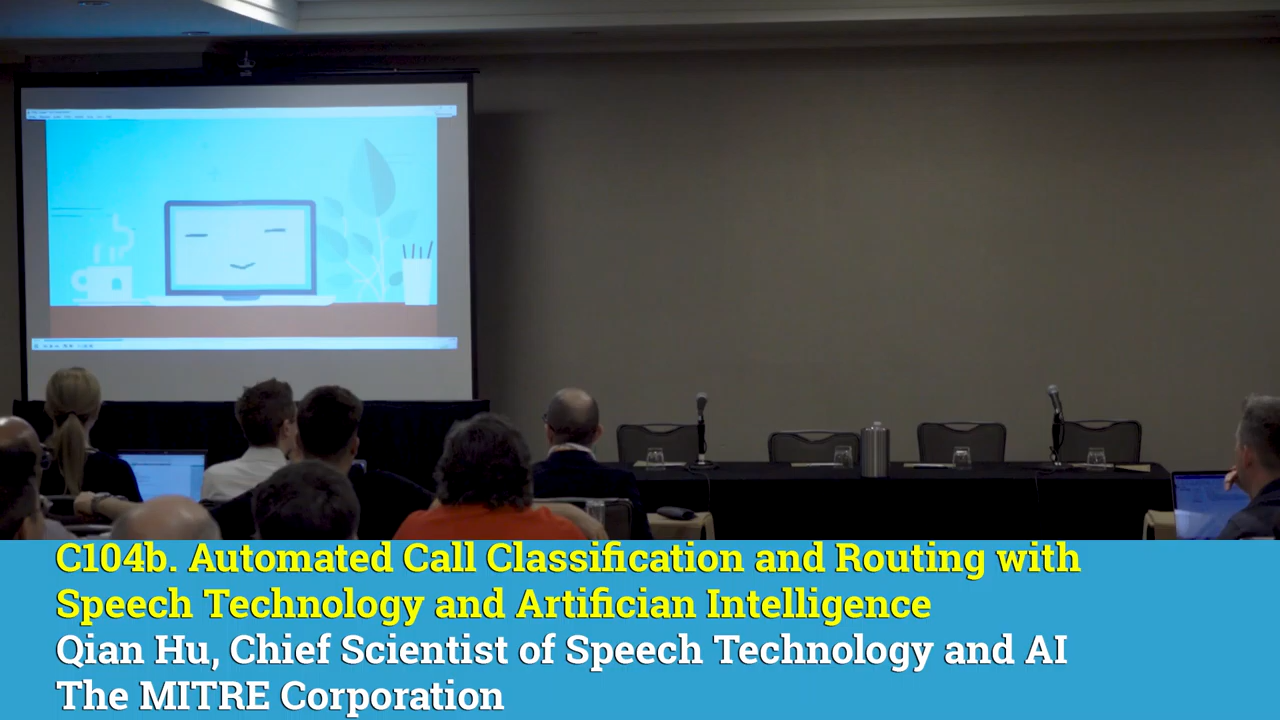 C104b. Automated Call Classification and Routing with
Speech Technology and Artifician Intelligence
Qian Hu, Chief Scientist of Speech Technology and AI
The MITRE Corporation